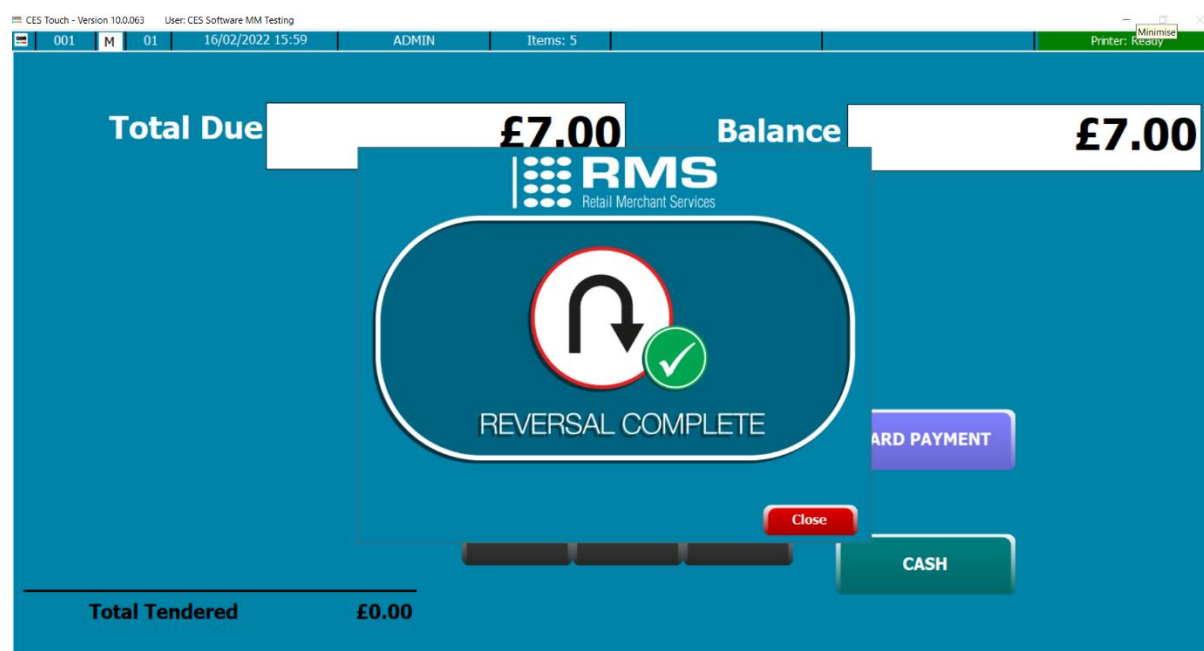 CES Touch - Version 10.0.063 User: CES Software MM Testing
001 M 01 16/02/2022 15:59 ADMIN Items: 5 Printer: Ready
Minimise
Total Due £7.00 Balance £7.00
RMS
Retail Merchant Services
REVERSAL COMPLETE
ARD PAYMENT
Close
CASH
Total Tendered £0.00